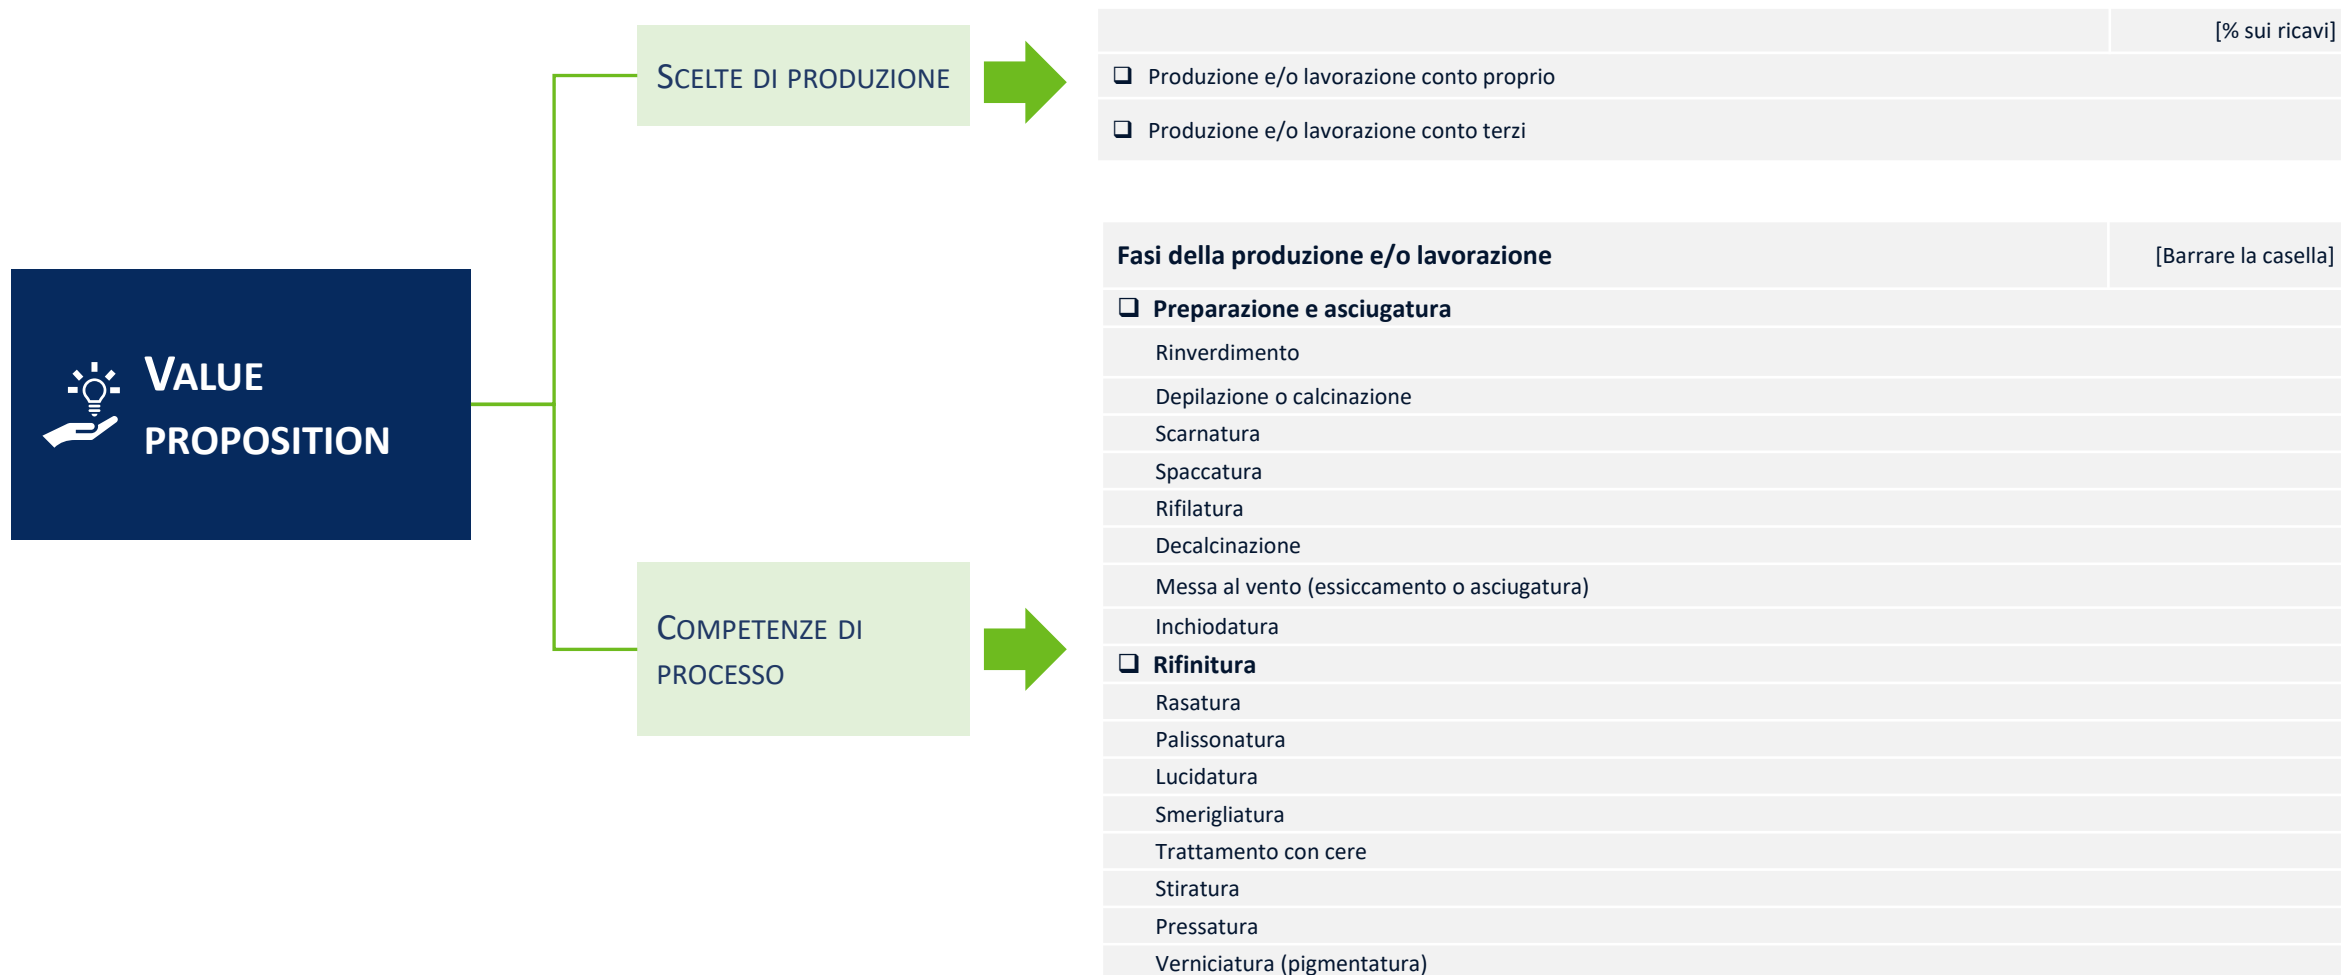 VALUE
PROPOSITION
SCELTE DI PRODUZIONE
[% sui ricavi]
❑ Produzione e/o lavorazione conto proprio
❑ Produzione e/o lavorazione conto terzi
COMPETENZE DI
PROCESSO
Fasi della produzione e/o lavorazione [Barrare la casella]
❑ Preparazione e asciugatura
Rinverdimento
Depilazione o calcinazione
Scarnatura
Spaccatura
Rifilatura
Decalcinazione
Messa al vento (essiccamento o asciugatura)
Inchiodatura
❑ Rifinitura
Rasatura
Palissonatura
Lucidatura
Smerigliatura
Trattamento con cere
Stiratura
Pressatura
Verniciatura (pigmentatura)